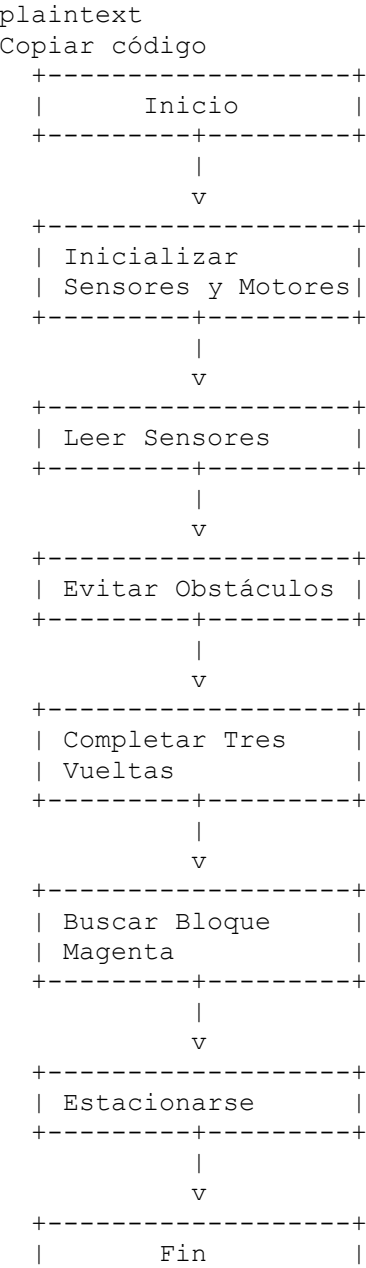 plaintext
Copiar código
+-------------------+
|       Inicio      |
+---------+---------+
          |
          v
+-------------------+
| Inicializar       |
| Sensores y Motores|
+---------+---------+
          |
          v
+-------------------+
| Leer Sensores     |
+---------+---------+
          |
          v
+-------------------+
| Evitar Obstáculos |
+---------+---------+
          |
          v
+-------------------+
| Completar Tres    |
| Vueltas           |
+---------+---------+
          |
          v
+-------------------+
| Buscar Bloque     |
| Magenta           |
+---------+---------+
          |
          v
+-------------------+
| Estacionarse      |
+---------+---------+
          |
          v
+-------------------+
|        Fin        |